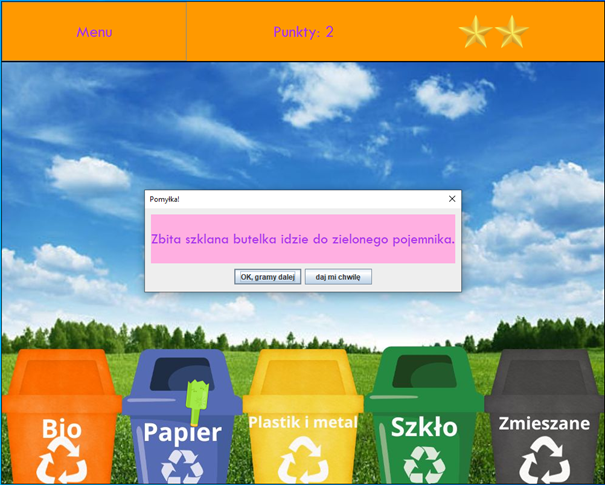 Menu
Punkty: 2
Pomyłka!
Zbita szklana butelka idzie do zielonego pojemnika.
OK, gramy dalej
daj mi chwilę
Bio
Papier
Plastik i metal
Szkło
Zmieszane